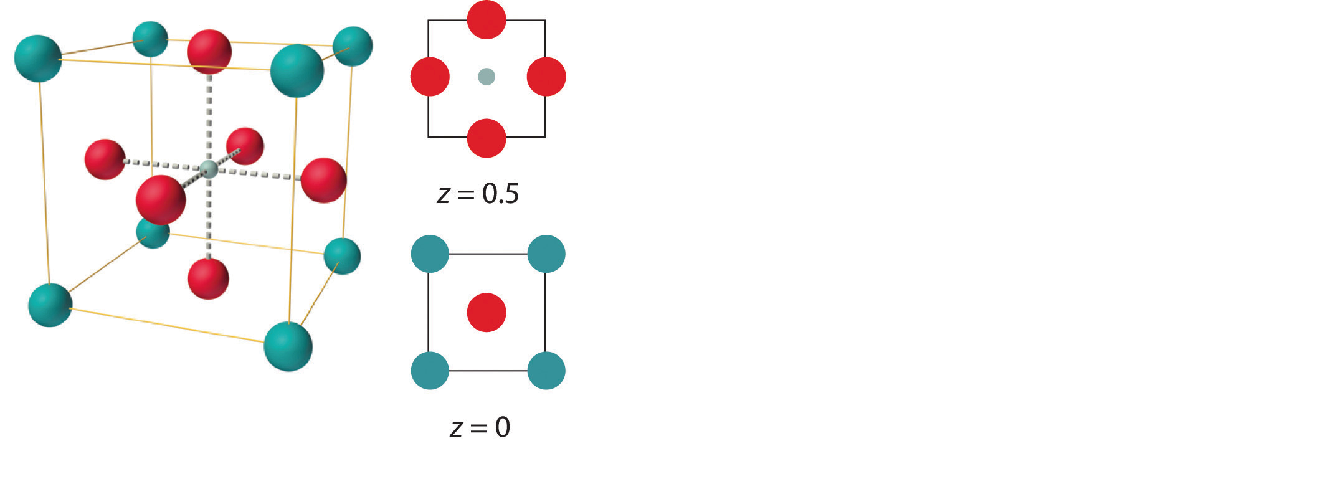 z = 0.5
z = 0